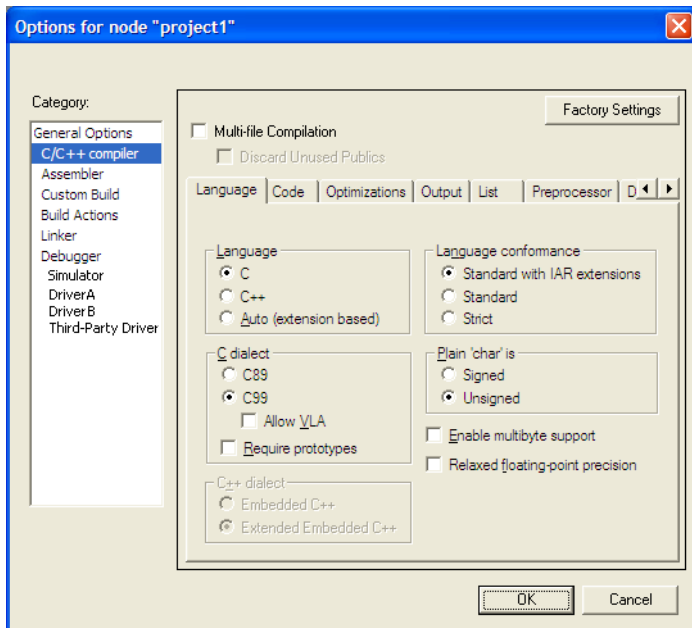 Options for node "project1"
Category:
General Options
C/C++ compiler
Assembler
Custom Build
Build Actions
Linker
Debugger
Simulator
DriverA
DriverB
Third-Party Driver
Factory Settings
Multi-file Compilation
Discard Unused Publics
Language Code Optimizations Output List Preprocessor D
Language
C
C++
Auto (extension based)
Language conformance
Standard with IAR extensions
Standard
Strict
C dialect
C89
C99
Allow VLA
Require prototypes
Plain 'char' is
Signed
Unsigned
Enable multibyte support
Relaxed floating-point precision
C++ dialect
Embedded C++
Extended Embedded C++
OK Cancel